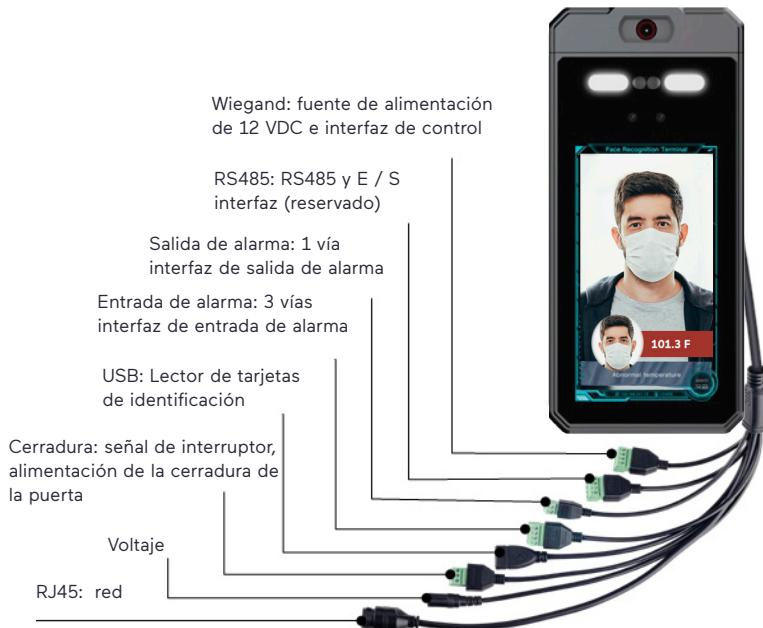 Wiegand: fuente de alimentación
de 12 VDC e interfaz de control
RS485: RS485 y E / S
interfaz (reservado)
Salida de alarma: 1 vía
interfaz de salida de alarma
Entrada de alarma: 3 vías
interfaz de entrada de alarma
USB: Lector de tarjetas
de identificación
Cerradura: señal de interruptor,
alimentación de la cerradura de
la puerta
Voltaje
RJ45: red
Face Recognition Terminal
101.3 F
Abnormal temperature